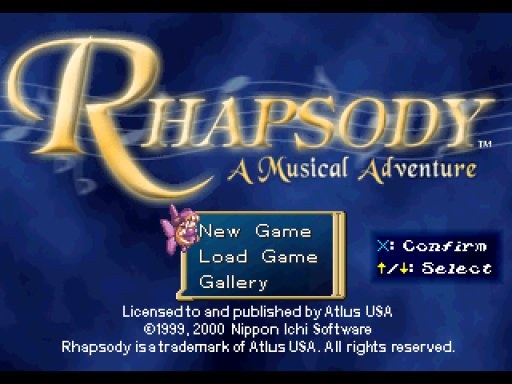 RHAPSODY™
A Musical Adventure
New Game
Load Game
Gallery
X: Confirm
↑/↓: Select
Licensed to and published by Atlus USA
©1999, 2000 Nippon Ichi Software
Rhapsody is a trademark of Atlus USA. All rights reserved.